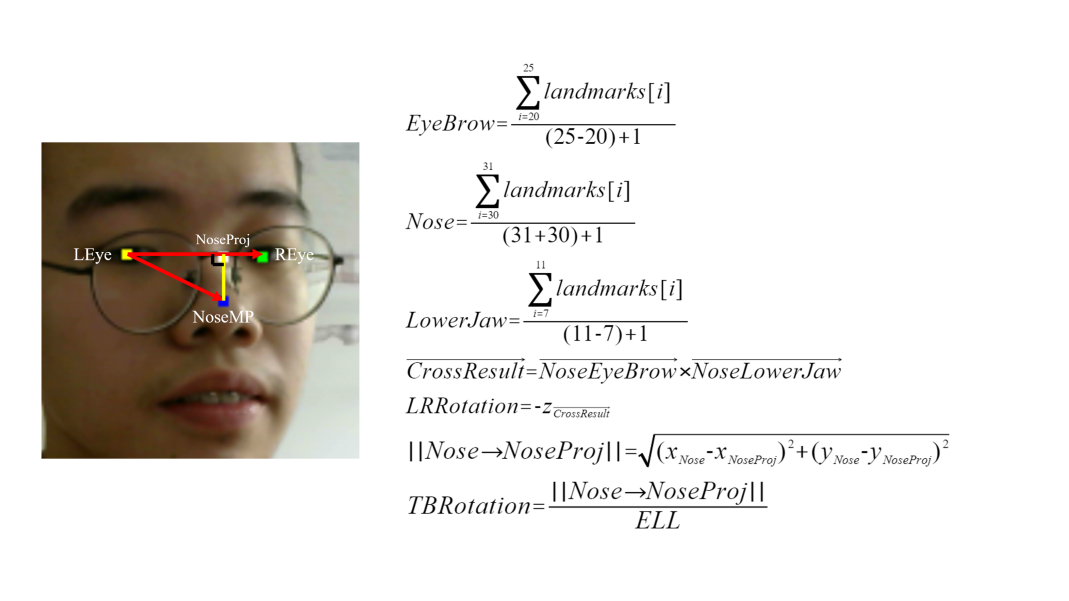 LEye
NoseProj
REye
NoseMP
EyeBrow=\frac{\sum_{i=20}^{25}landmarks[i]}{(25-20)+1}
Nose=\frac{\sum_{i=30}^{31}landmarks[i]}{(31+30)+1}
LowerJaw=\frac{\sum_{i=7}^{11}landmarks[i]}{(11-7)+1}
\overrightarrow{CrossResult}=\overrightarrow{NoseEyeBrow}×\overrightarrow{NoseLowerJaw}
LRRotation=-z_{\overrightarrow{CrossResult}}
||Nose→NoseProj||=\sqrt{(x_{Nose}-x_{NoseProj})^2+(y_{Nose}-y_{NoseProj})^2}
TBRotation=\frac{||Nose→NoseProj||}{ELL}